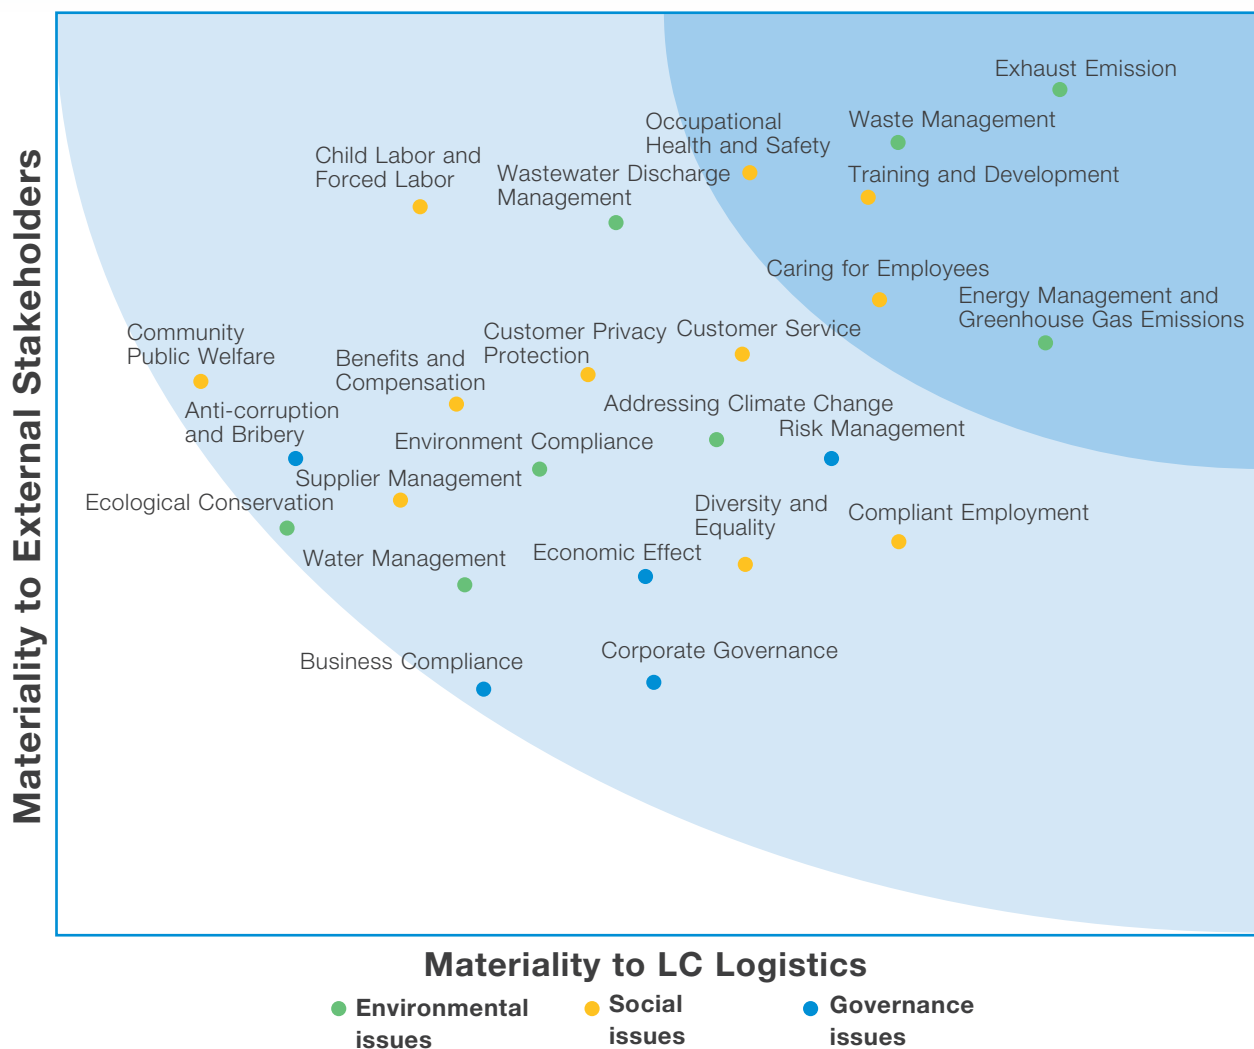 Exhaust Emission
Occupational
Health and Safety
Waste Management
Child Labor and
Forced Labor
Wastewater Discharge
Management
Training and Development
Caring for Employees
Energy Management and
Greenhouse Gas Emissions
Community
Public Welfare
Benefits and
Compensation
Customer Privacy
Protection
Customer Service
Anti-corruption
and Bribery
Addressing Climate Change
Risk Management
Environment Compliance
Supplier Management
Ecological Conservation
Diversity and
Equality
Compliant Employment
Water Management
Economic Effect
Business Compliance
Corporate Governance
Materiality to External Stakeholders
Materiality to LC Logistics
Environmental
issues
Social
issues
Governance
issues